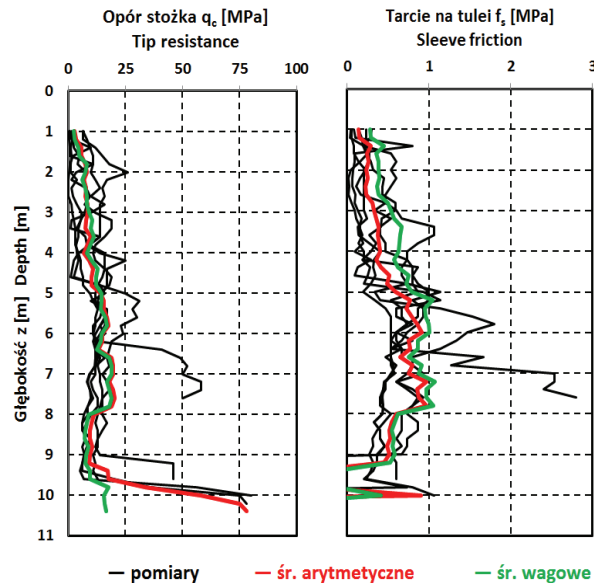 Opór stożka qc [MPa]
Tip resistance
0 25 50 75 100
Tarcie na tulei fs [MPa]
Sleeve friction
0 1 2 3
Głębokość z [m] Depth [m]
0
1
2
3
4
5
6
7
8
9
10
11
pomiary
śr. arytmetyczne
śr. wagowe